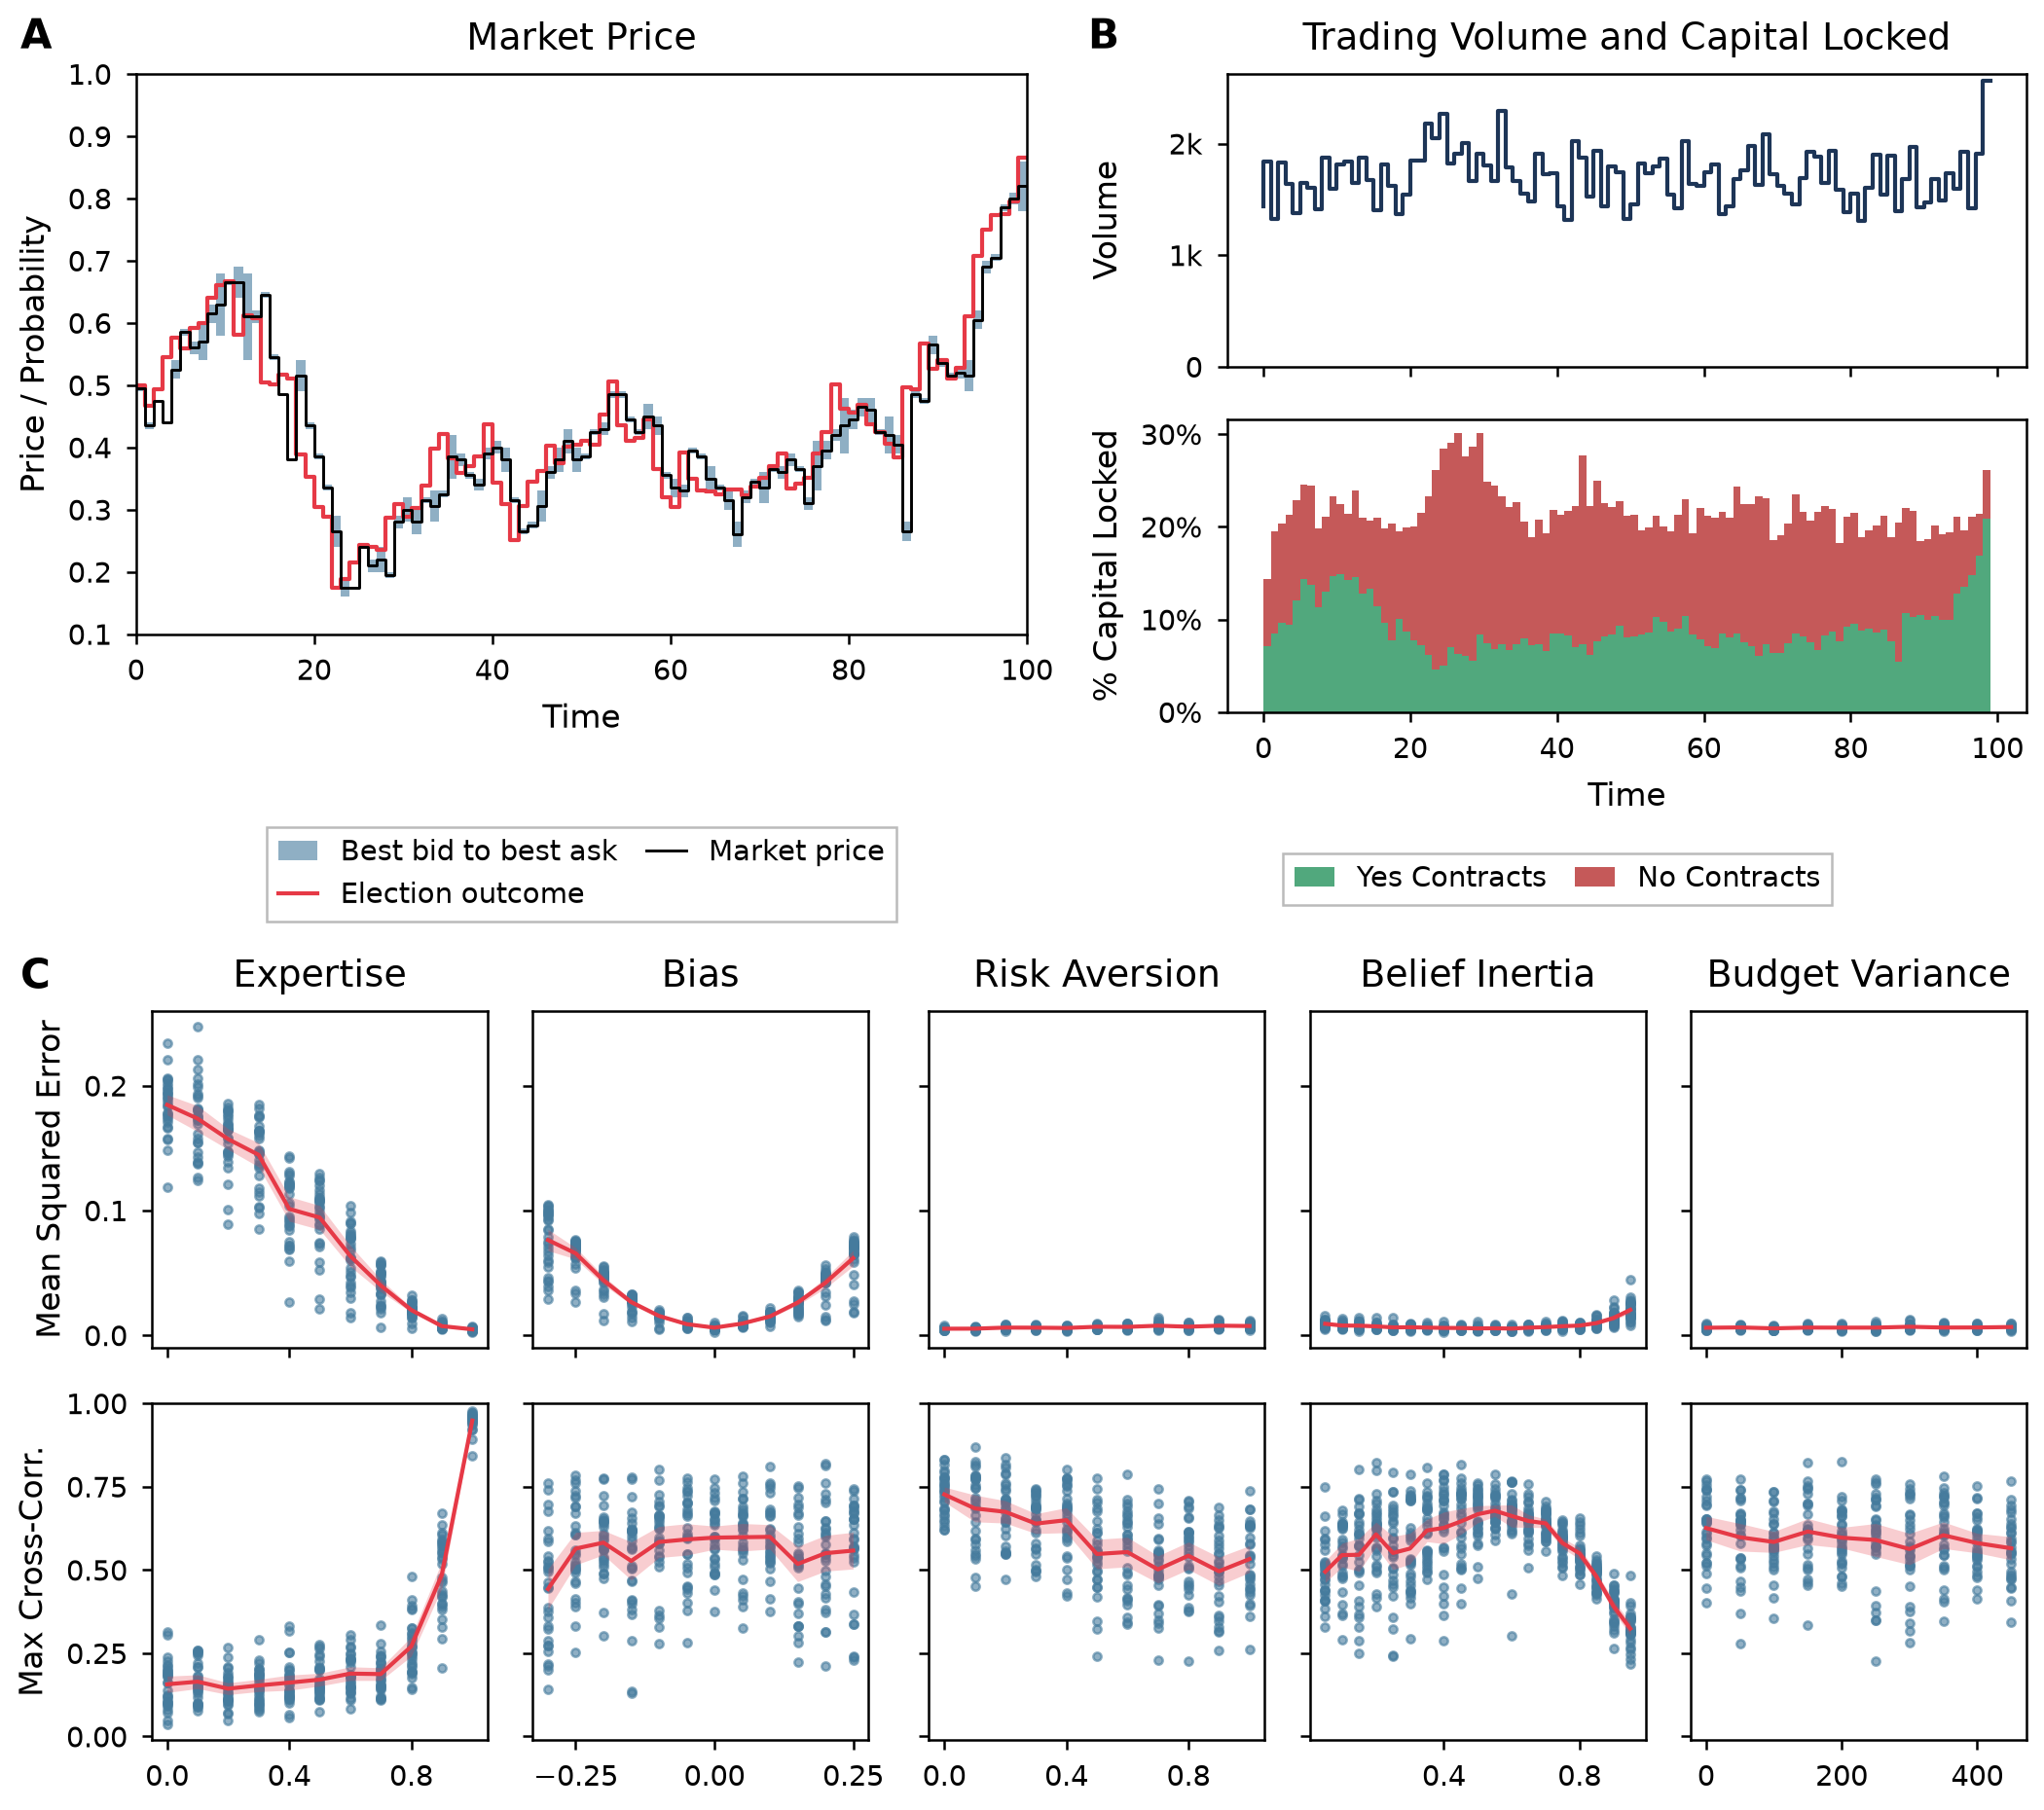 A
Market Price
1.0
0.9
0.8
0.7
0.6
0.5
0.4
0.3
0.2
0.1
Price / Probability
0 20 40 60 80 100
Time
Best bid to best ask
Market price
Election outcome
B
Trading Volume and Capital Locked
2k
1k
0
Volume
30%
20%
10%
0%
% Capital Locked
0 20 40 60 80 100
Time
Yes Contracts
No Contracts
C
Expertise
Bias
Risk Aversion
Belief Inertia
Budget Variance
0.2
0.1
0.0
Mean Squared Error
1.00
0.75
0.50
0.25
0.00
Max Cross-Corr.
0.0 0.4 0.8
−0.25 0.00 0.25
0.0 0.4 0.8
0.4 0.8
0 200 400